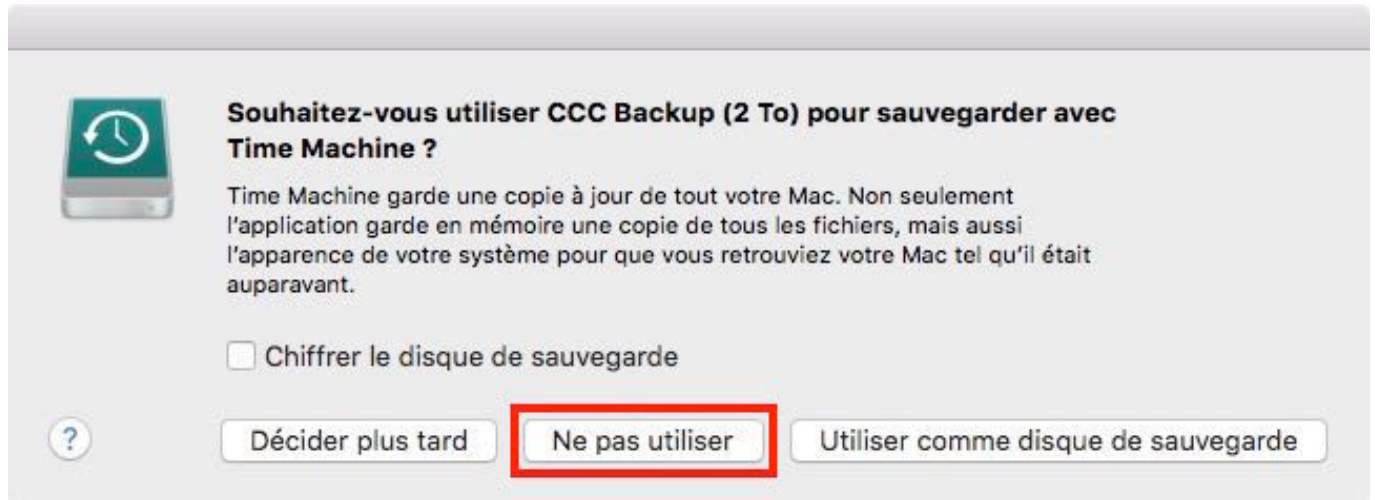 Souhaitez-vous utiliser CCC Backup (2 To) pour sauvegarder avec
Time Machine ?
Time Machine garde une copie à jour de tout votre Mac. Non seulement
l’application garde en mémoire une copie de tous les fichiers, mais aussi
l’apparence de votre système pour que vous retrouviez votre Mac tel qu’il était
auparavant.
Chiffrer le disque de sauvegarde
? Décider plus tard Ne pas utiliser Utiliser comme disque de sauvegarde